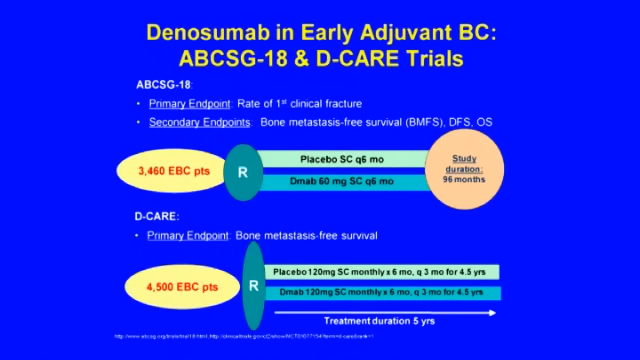 Denosumab in Early Adjuvant BC:
ABCSG-18 & D-CARE Trials
ABCSG-18:
• Primary Endpoint: Rate of 1st clinical fracture
• Secondary Endpoints: Bone metastasis-free survival (BMFS), DFS, OS
3,460 EBC pts
R
Placebo SC q6 mo
Dmab 60 mg SC q6 mo
Study
duration:
96 months
D-CARE:
• Primary Endpoint: Bone metastasis-free survival
4,500 EBC pts
R
Placebo 120mg SC monthly x 6 mo, q 3 mo for 4.5 yrs
Dmab 120mg SC monthly x 6 mo, q 3 mo for 4.5 yrs
Treatment duration 5 yrs